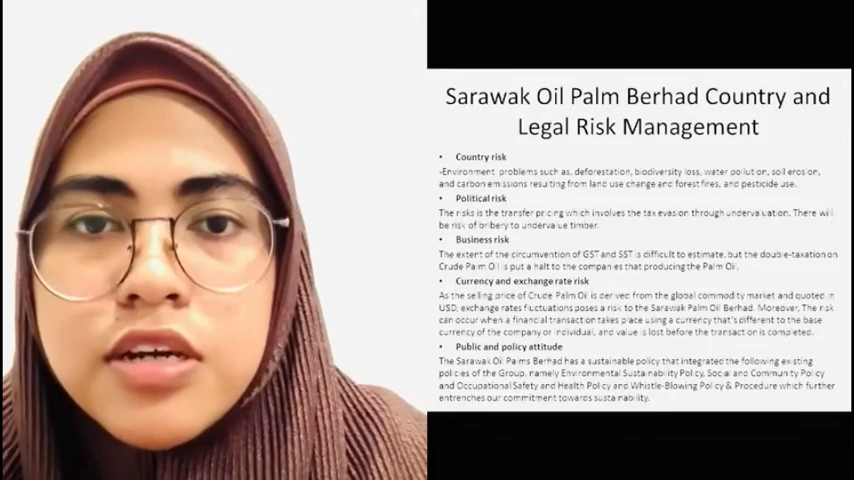 Sarawak Oil Palm Berhad Country and
Legal Risk Management
• Country risk
-Environment problems such as, deforestation, biodiversity loss, water pollution, soil erosion,
and carbon emissions resulting from land use change and forest fires, and pesticide use.
• Political risk
The risks is the transfer pricing which involves the tax evasion through undervaluation. There will
be risk of bribery to undervalue timber.
• Business risk
The extent of the circumvention of GST and SST is difficult to estimate, but the double-taxation on
Crude Palm Oil is put a halt to the companies that producing the Palm Oil.
• Currency and exchange rate risk
As the selling price of Crude Palm Oil is derived from the global commodity market and quoted in
USD, exchange rates fluctuations poses a risk to the Sarawak Palm Oil Berhad. Moreover, The risk
can occur when a financial transaction takes place using a currency that's different to the base
currency of the company or individual, and value is lost before the transaction is completed.
• Public and policy attitude
The Sarawak Oil Palms Berhad has a sustainable policy that integrated the following existing
policies of the Group, namely Environmental Sustainability Policy, Social and Community Policy
and Occupational Safety and Health Policy and Whistle-Blowing Policy & Procedure which further
entrenches our commitment towards sustainability.